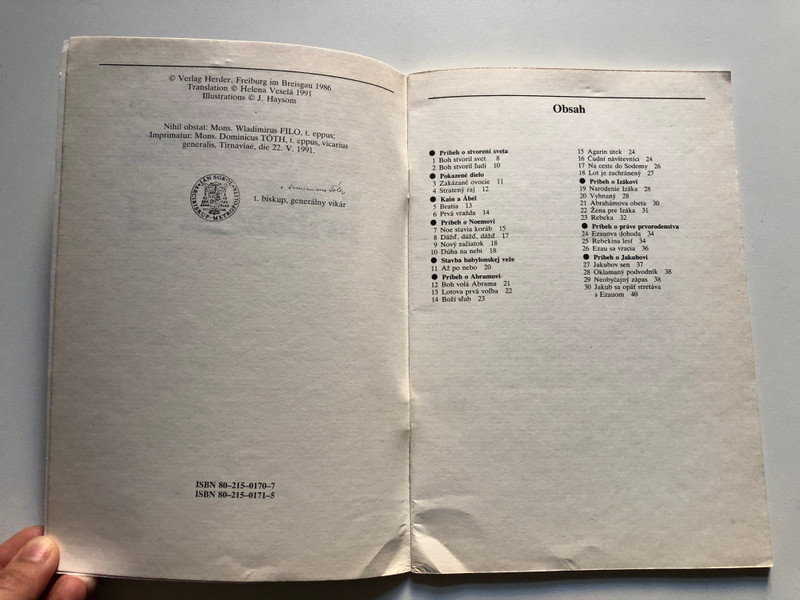 © Verlag Herder, Freiburg im Breisgau 1986
Translation © Helena Veselá 1991
Illustrations © J. Haysom
Nihil obstat: Mons. Wladimirus FILO, t. eppus;
Imprimatur: Mons. Dominicus TÓTH, t. eppus, vicarius
generalis, Tirnaviae, die 22. V. 1991.
JÁN SOKOL
METROPOLITA
1. biskup, generálny vikár
ISBN 80–215–0170–7
ISBN 80–215–0171–5
Obsah
● Príbeh o stvorení sveta
1 Boh stvoril svet 8
2 Boh stvoril ľudí 10
● Pokazené dielo
3 Zakázané ovocie 11
4 Stratený raj 12
● Kain a Ábel
5 Bratia 13
6 Prvá vražda 14
● Príbeh o Noemovi
7 Noe stavia koráb 15
8 Dážď, dážď, dážď 17
9 Nový začiatok 18
10 Dúha na nebi 18
● Stavba babylonskej veže
11 Až po nebo 20
● Príbeh o Abramovi
12 Boh volá Abrama 21
13 Lotova prvá voľba 22
14 Boží sľub 23
15 Agarin útek 24
16 Čudní návštevníci 24
17 Na ceste do Sodomy 26
18 Lot je zachránený 27
● Príbeh o Izákovi
19 Narodenie Izáka 28
20 Vyhnaný 28
21 Abrahámova obeta 30
22 Žena pre Izáka 31
23 Rebeka 32
● Príbeh o práve prvorodenstva
24 Ezauova dohoda 34
25 Rebekina lesť 34
26 Ezau sa vracia 36
● Príbeh o Jakubovi
27 Jakubov sen 37
28 Oklamaný podvodník 38
29 Neobyčajný zápas 38
30 Jakub sa opäť stretáva
s Ezauom 40